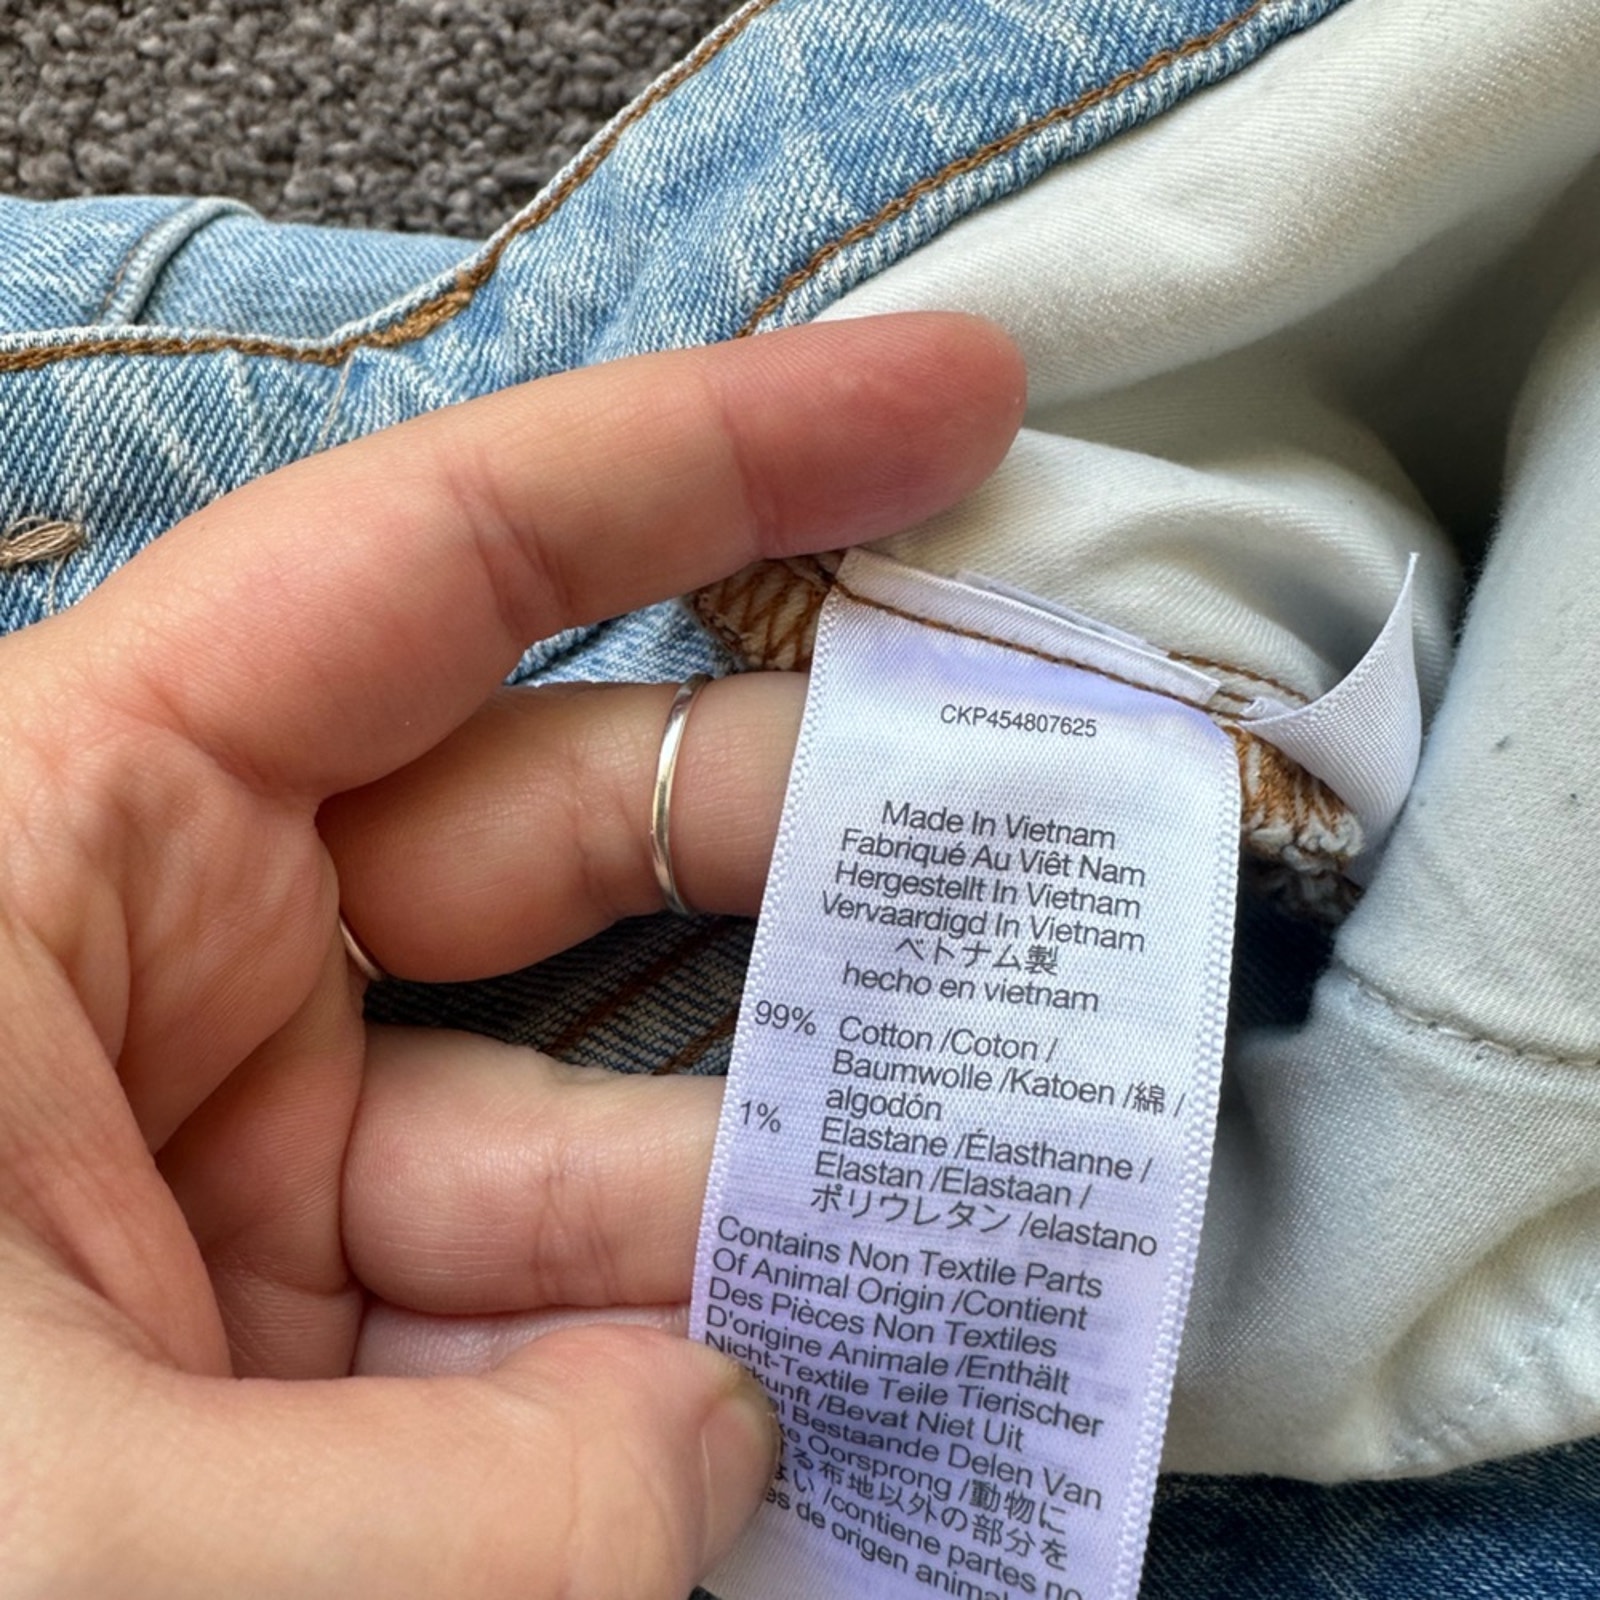 CKP454807625
Made In Vietnam
Fabriqué Au Viêt Nam
Hergestellt In Vietnam
Vervaardigd In Vietnam
ベトナム製
hecho en vietnam
99% Cotton /Coton /
Baumwolle /Katoen /綿 /
algodón
1% Elastane /Élasthanne /
Elastan /Elastaan /
ポリウレタン /elastano
Contains Non Textile Parts
Of Animal Origin /Contient
Des Pièces Non Textiles
D'origine Animale /Enthält
Nicht-Textile Teile Tierischer
/Bevat Niet Uit
Bestaande Delen Van
Oorsprong /動物に
る布地以外の部分を
/contiene partes no
de origen